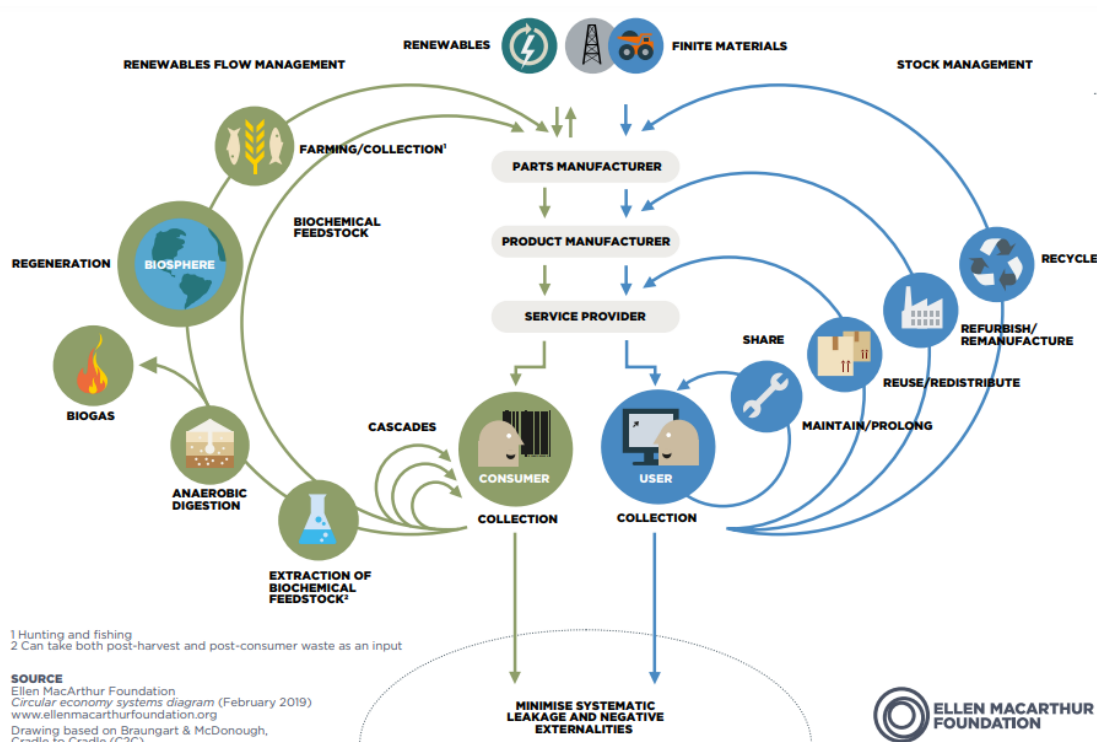 RENEWABLES
FINITE MATERIALS
RENEWABLES FLOW MANAGEMENT
STOCK MANAGEMENT
FARMING/COLLECTION¹
PARTS MANUFACTURER
BIOCHEMICAL
FEEDSTOCK
PRODUCT MANUFACTURER
REGENERATION
BIOSPHERE
RECYCLE
SERVICE PROVIDER
SHARE
REFURBISH/
REMANUFACTURE
REUSE/REDISTRIBUTE
BIOGAS
CASCADES
MAINTAIN/PROLONG
CONSUMER
USER
ANAEROBIC
DIGESTION
COLLECTION
COLLECTION
EXTRACTION OF
BIOCHEMICAL
FEEDSTOCK²
1 Hunting and fishing
2 Can take both post-harvest and post-consumer waste as an input
SOURCE
Ellen MacArthur Foundation
Circular economy systems diagram (February 2019)
www.ellenmacarthurfoundation.org
Drawing based on Braungart & McDonough,
Cradle to Cradle (C2C)
MINIMISE SYSTEMATIC
LEAKAGE AND NEGATIVE
EXTERNALITIES
ELLEN MACARTHUR
FOUNDATION